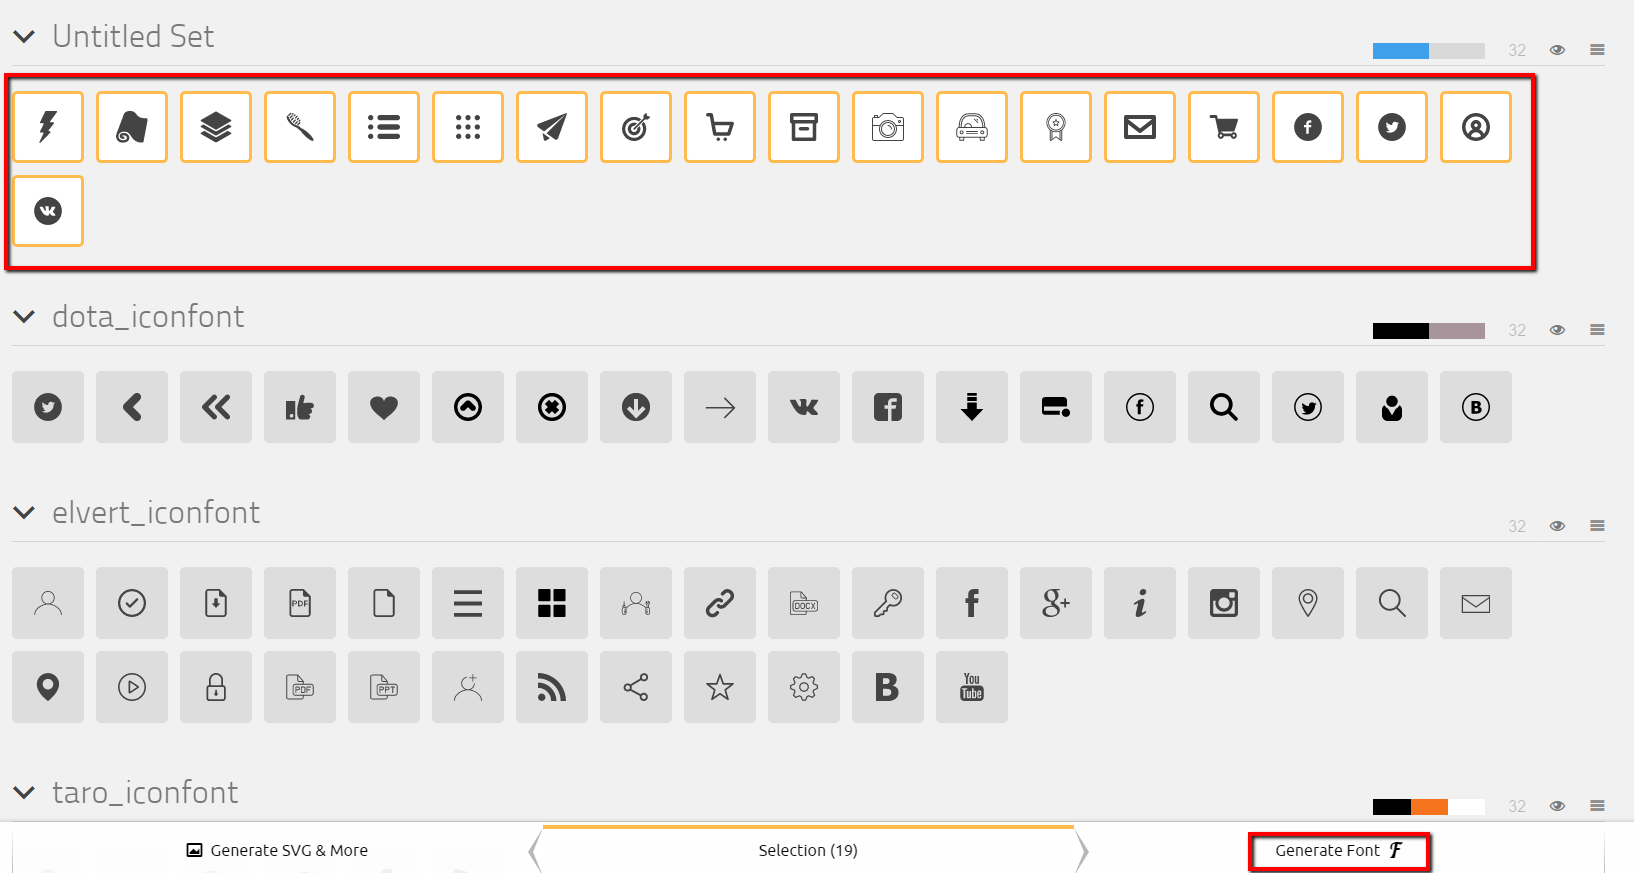 Untitled Set
32
dota_iconfont
32
B
elvert_iconfont
32
PDF
DOCX
g+
i
PDF
PPT
B
You
Tube
taro_iconfont
32
Generate SVG & More
Selection (19)
Generate Font